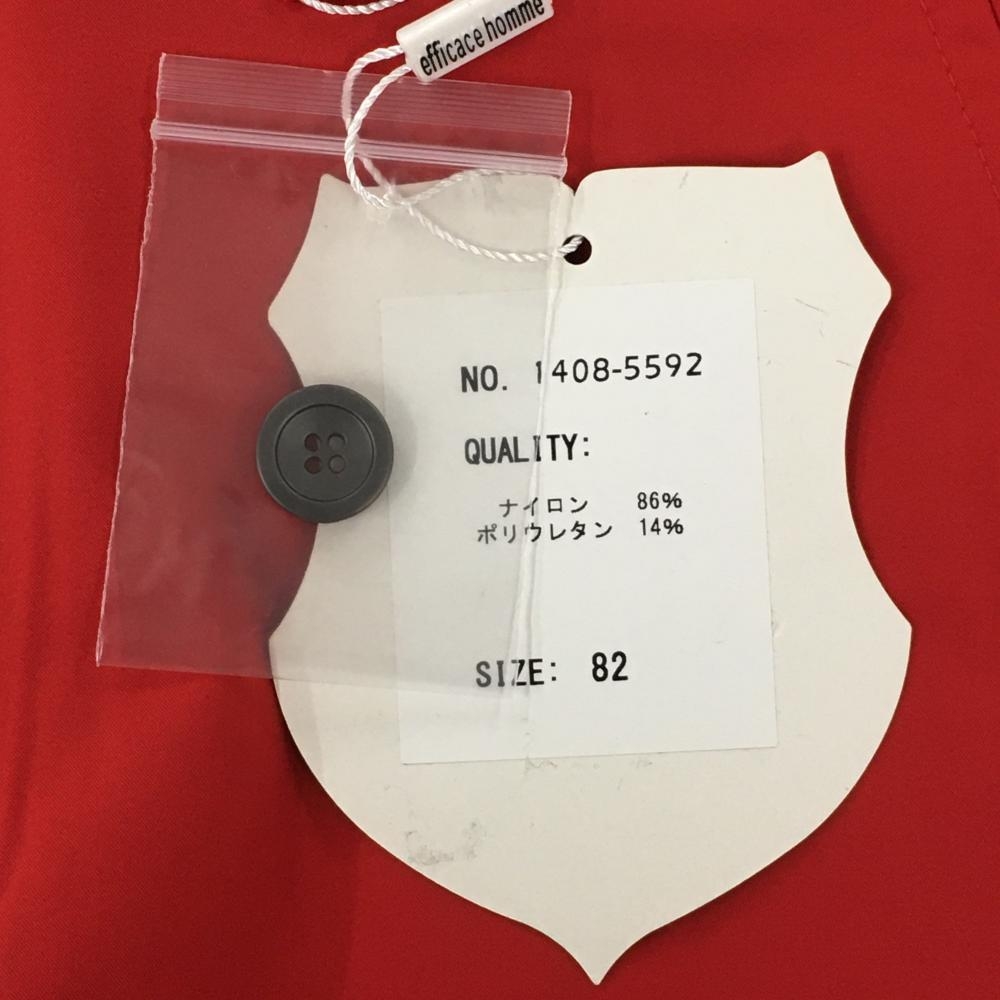 efficace homme
NO. 1408-5592
QUALITY:
ナイロン 86%
ポリウレタン 14%
SIZE: 82